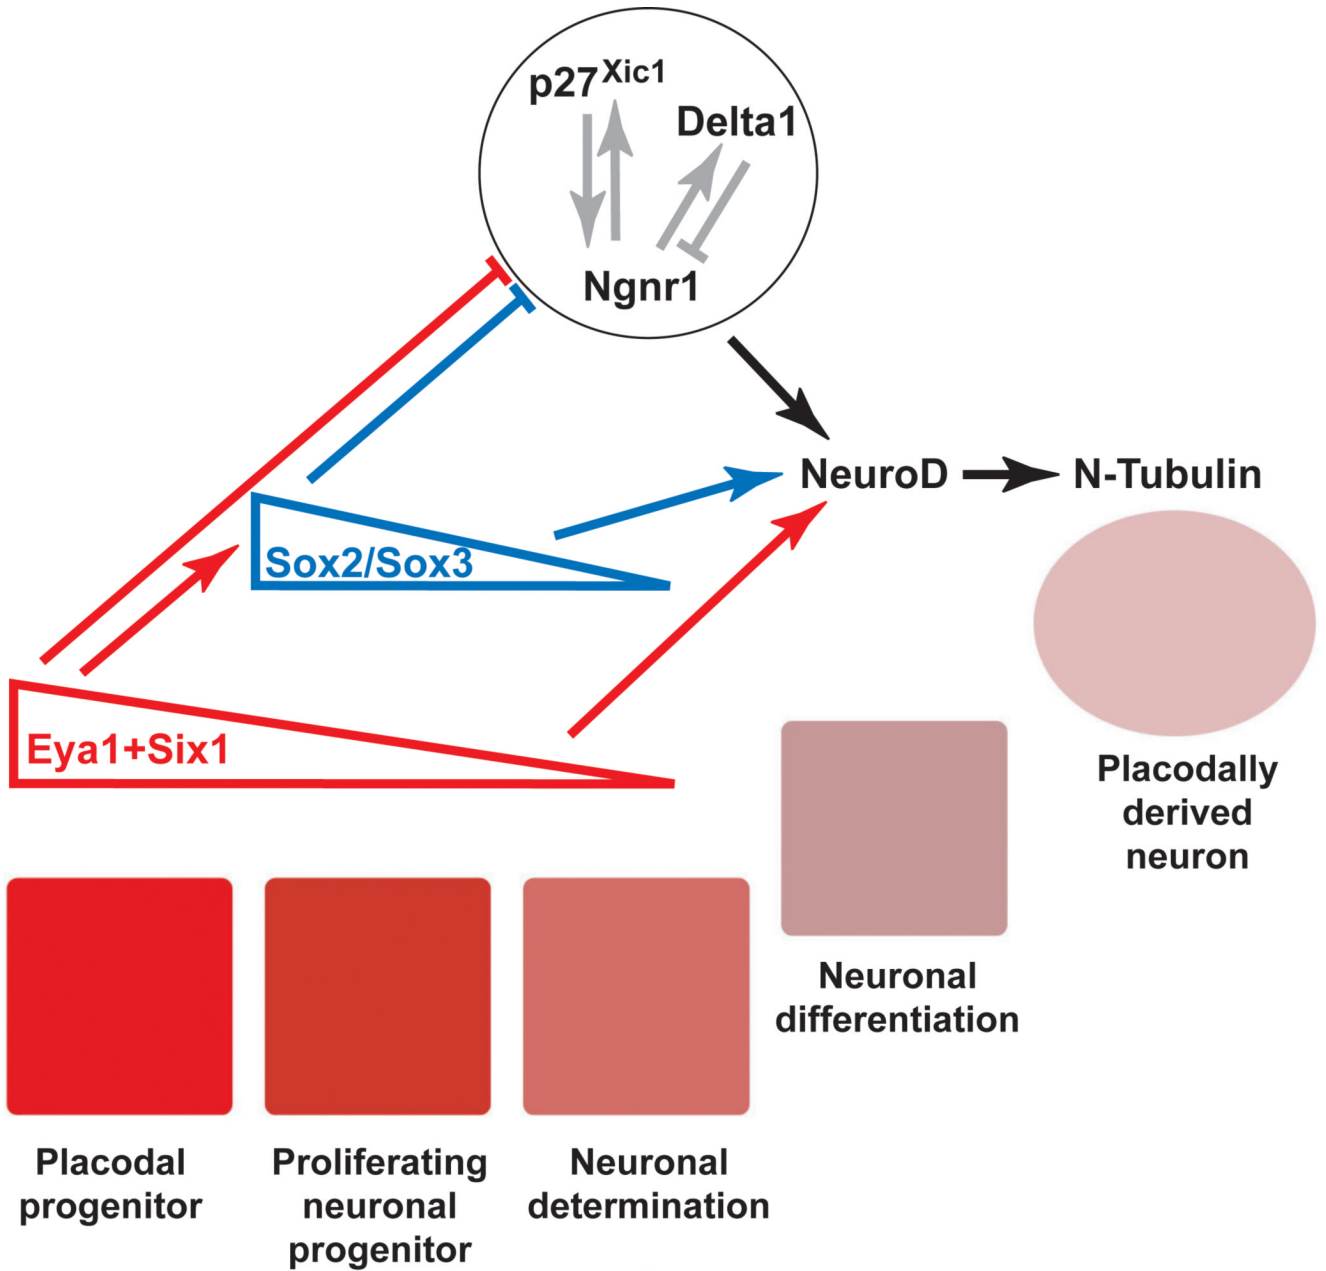 p27Xic1
Delta1
Ngnr1
NeuroD
N-Tubulin
Sox2/Sox3
Eya1+Six1
Placodally
derived
neuron
Neuronal
differentiation
Placodal
progenitor
Proliferating
neuronal
progenitor
Neuronal
determination